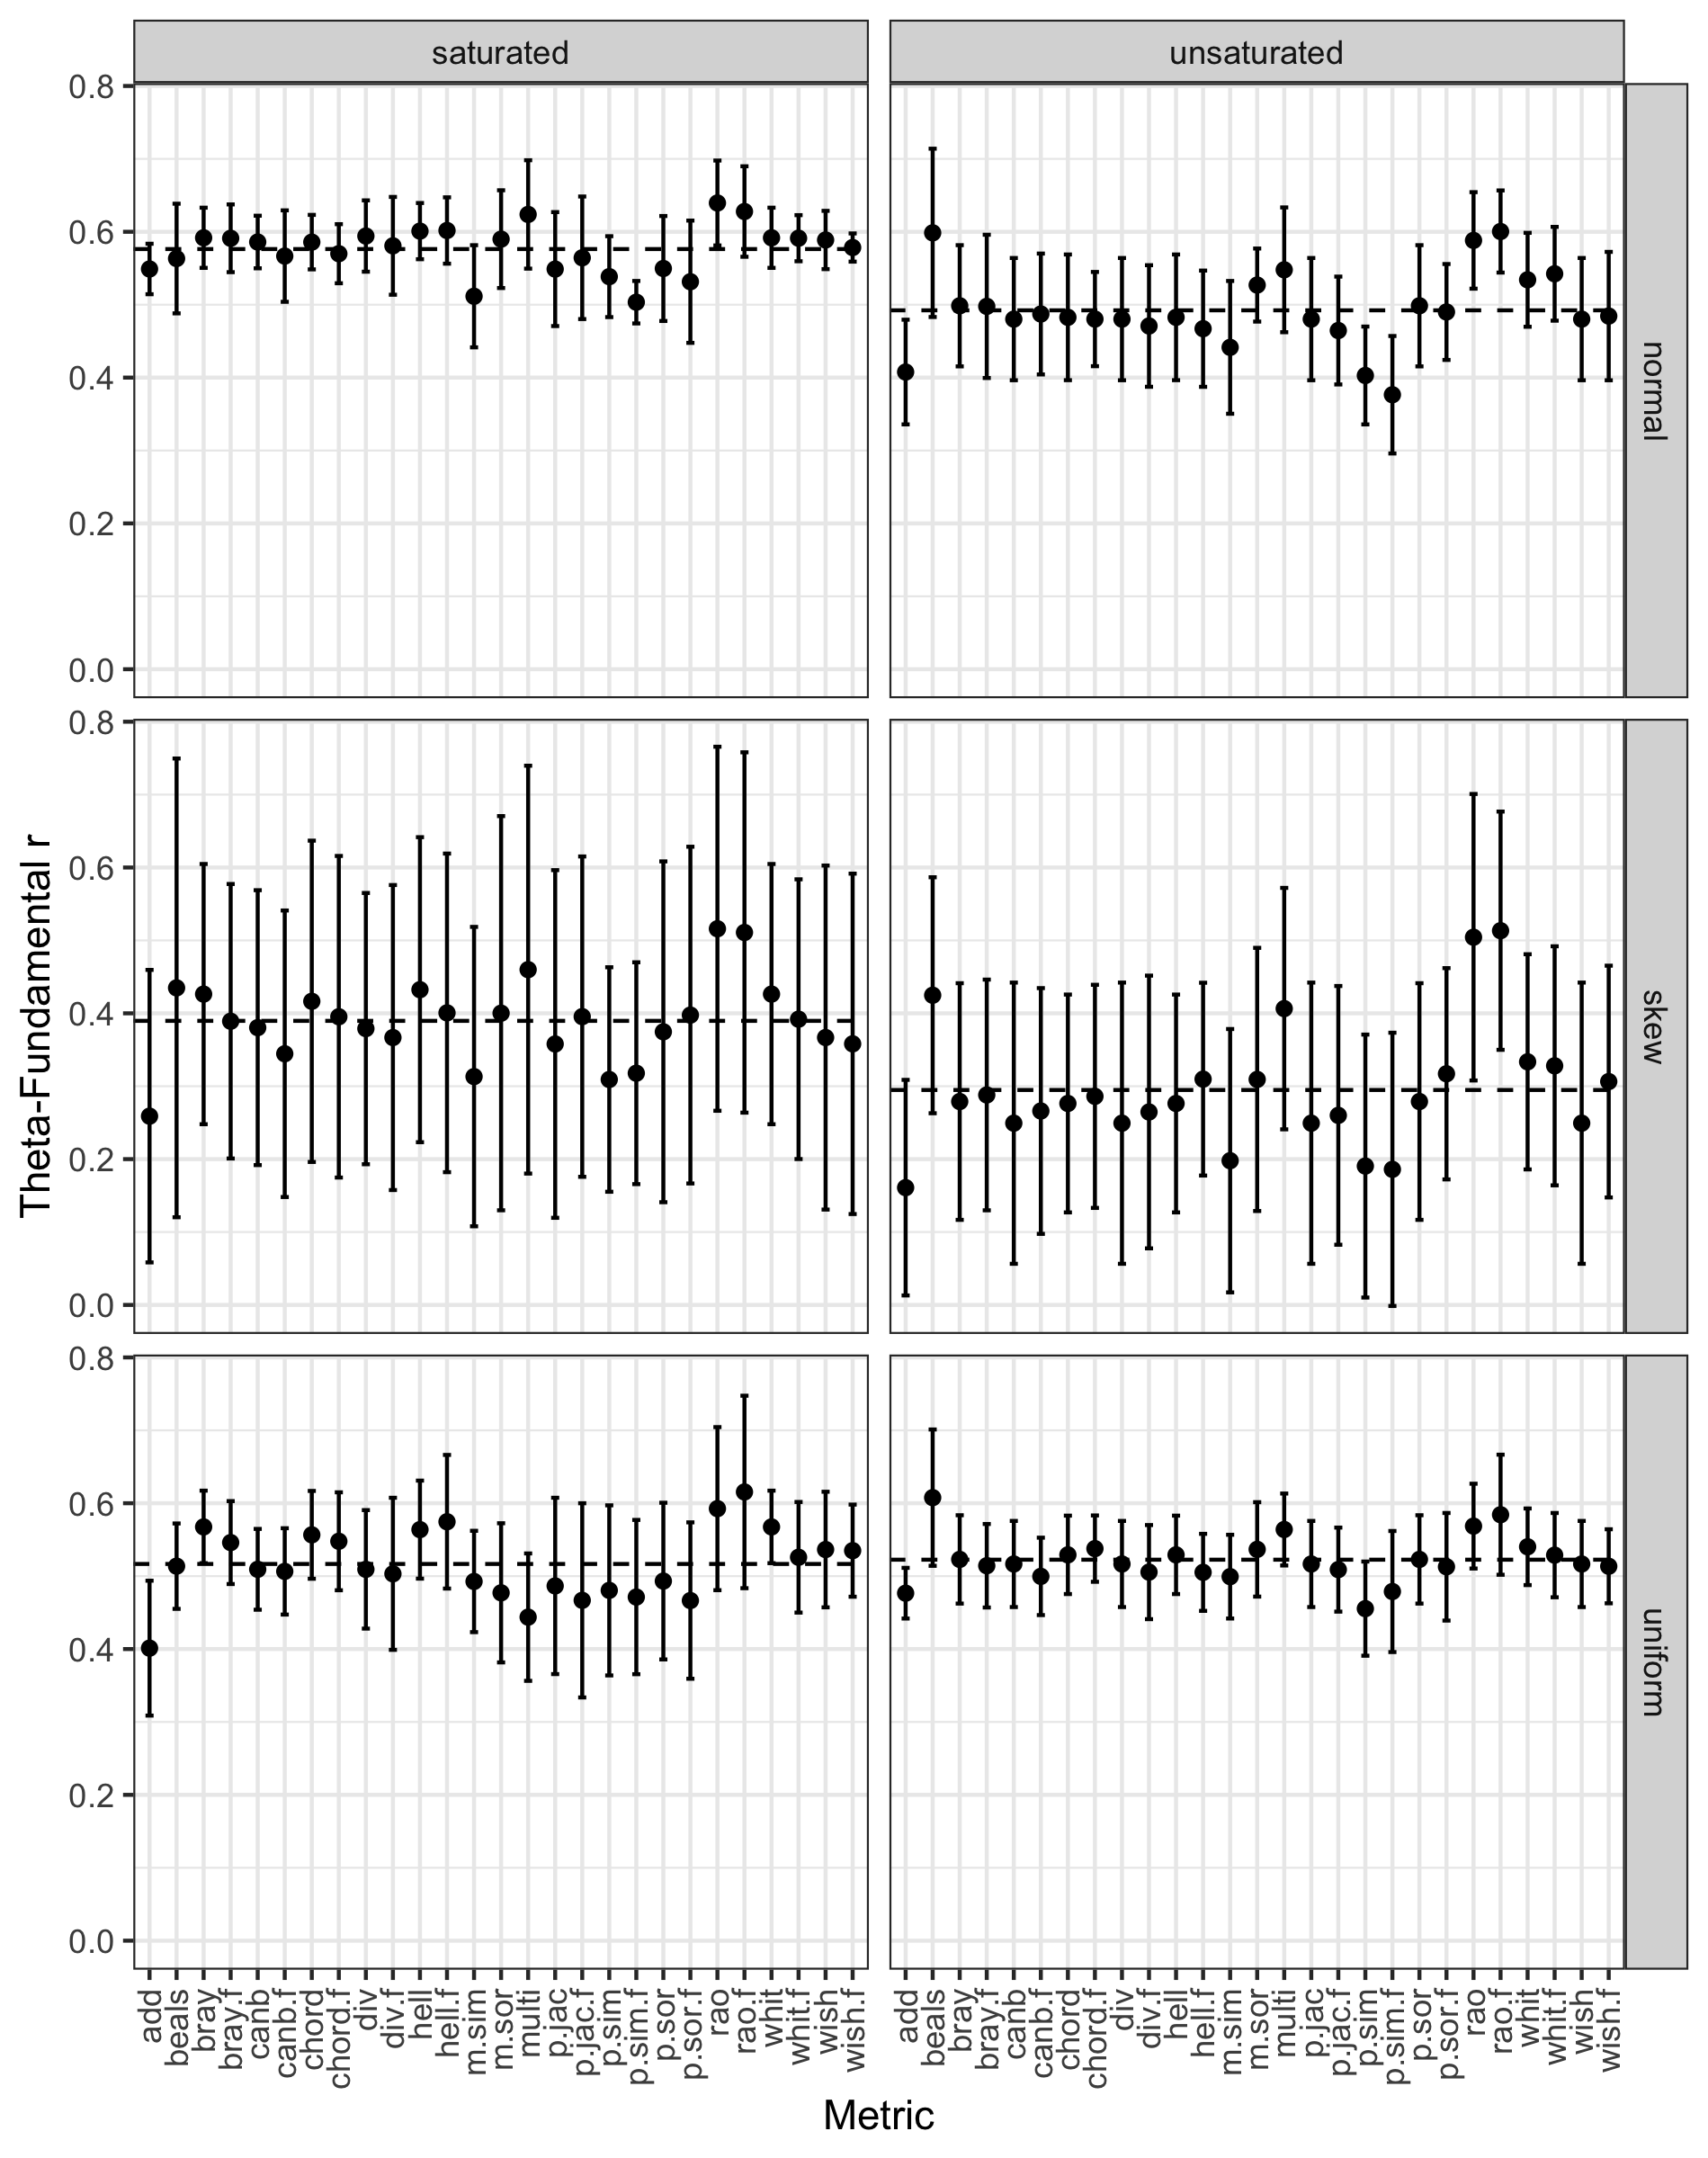 saturated
unsaturated
0.8
0.6
0.4
0.2
0.0
normal
0.8
0.6
0.4
0.2
0.0
skew
0.8
0.6
0.4
0.2
0.0
uniform
Theta-Fundamental r
add
beals
bray
bray.f
canb
canb.f
chord
chord.f
div
div.f
hell
hell.f
m.sim
m.sor
multi
p.jac
p.jac.f
p.sim
p.sim.f
p.sor
p.sor.f
rao
rao.f
whit
whit.f
wish
wish.f
add
beals
bray
bray.f
canb
canb.f
chord
chord.f
div
div.f
hell
hell.f
m.sim
m.sor
multi
p.jac
p.jac.f
p.sim
p.sim.f
p.sor
p.sor.f
rao
rao.f
whit
whit.f
wish
wish.f
Metric